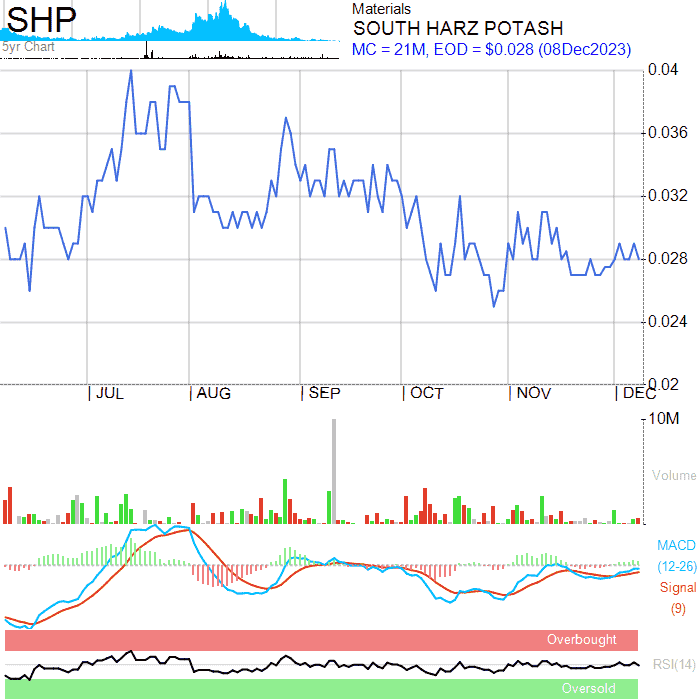 SHP
5yr Chart
Materials
SOUTH HARZ POTASH
MC = 21M, EOD = $0.028 (08Dec2023)
0.04
0.036
0.032
0.028
0.024
0.02
JUL AUG SEP OCT NOV DEC
10M
Volume
MACD
(12-26)
Signal
(9)
Overbought
RSI(14)
Oversold